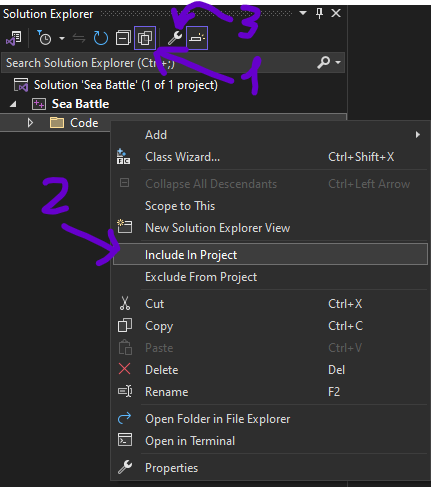 Solution Explorer
3
Search Solution Explorer (Ctrl+;)
1
Solution 'Sea Battle' (1 of 1 project)
Sea Battle
Code
Add
Class Wizard... Ctrl+Shift+X
Collapse All Descendants Ctrl+Left Arrow
Scope to This
2
New Solution Explorer View
Include In Project
Exclude From Project
Cut Ctrl+X
Copy Ctrl+C
Paste Ctrl+V
Delete Del
Rename F2
Open Folder in File Explorer
Open in Terminal
Properties